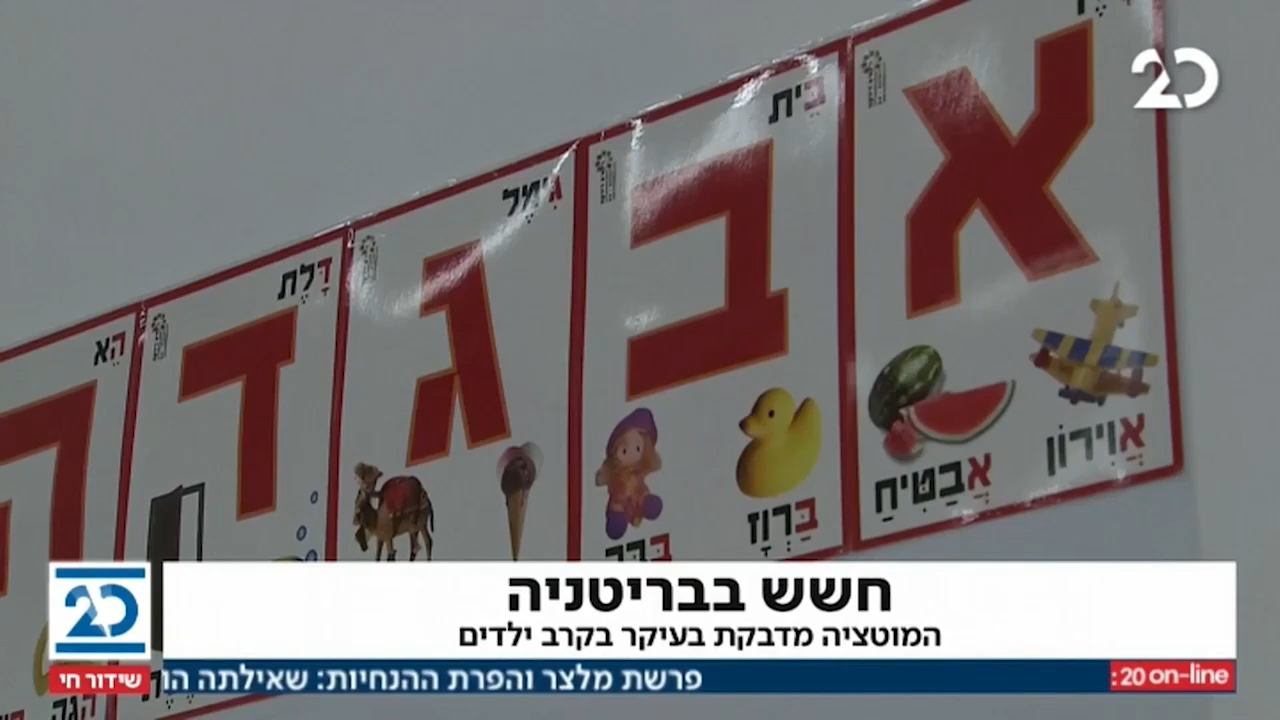 20
א
בֵּית
ב
גִּימֶל
ג
דָּלֶת
ד
הֵא
ה
אֲוִירוֹן
אֲבַטִּיחַ
בַּרְוָז
חשש בבריטניה
המוטציה מדבקת בעיקר בקרב ילדים
20
20 on-line:
פרשת מלצר והפרת ההנחיות: שאילתה הו
שידור חי